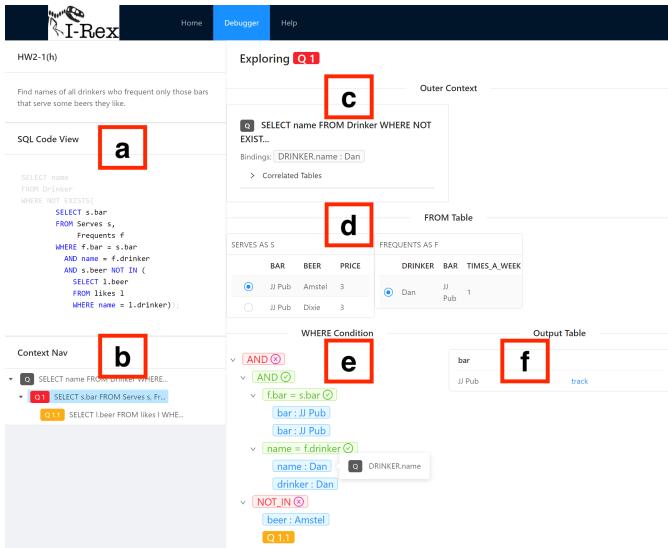 I-Rex
Home
Debugger
Help
HW2-1(h)
Find names of all drinkers who frequent only those bars
that serve some beers they like.
SQL Code View
a
SELECT name
FROM Drinker
WHERE NOT EXISTS(
SELECT s.bar
FROM Serves s,
Frequents f
WHERE f.bar = s.bar
AND name = f.drinker
AND s.beer NOT IN (
SELECT l.beer
FROM likes l
WHERE name = l.drinker));
Context Nav
b
Q SELECT name FROM Drinker WHERE...
Q 1 SELECT s.bar FROM Serves s, Fr...
Q 1.1 SELECT l.beer FROM likes l WHE...
Exploring Q 1
Outer Context
c
Q SELECT name FROM Drinker WHERE NOT
EXIST...
Bindings: DRINKER.name : Dan
> Correlated Tables
d
FROM Table
SERVES AS S
BAR BEER PRICE
JJ Pub Amstel 3
JJ Pub Dixie 3
FREQUENTS AS F
DRINKER BAR TIMES_A_WEEK
Dan JJ Pub 1
WHERE Condition
e
AND
AND
f.bar = s.bar
bar : JJ Pub
bar : JJ Pub
name = f.drinker
name : Dan
Q DRINKER.name
drinker : Dan
NOT_IN
beer : Amstel
Q 1.1
Output Table
f
bar
JJ Pub track